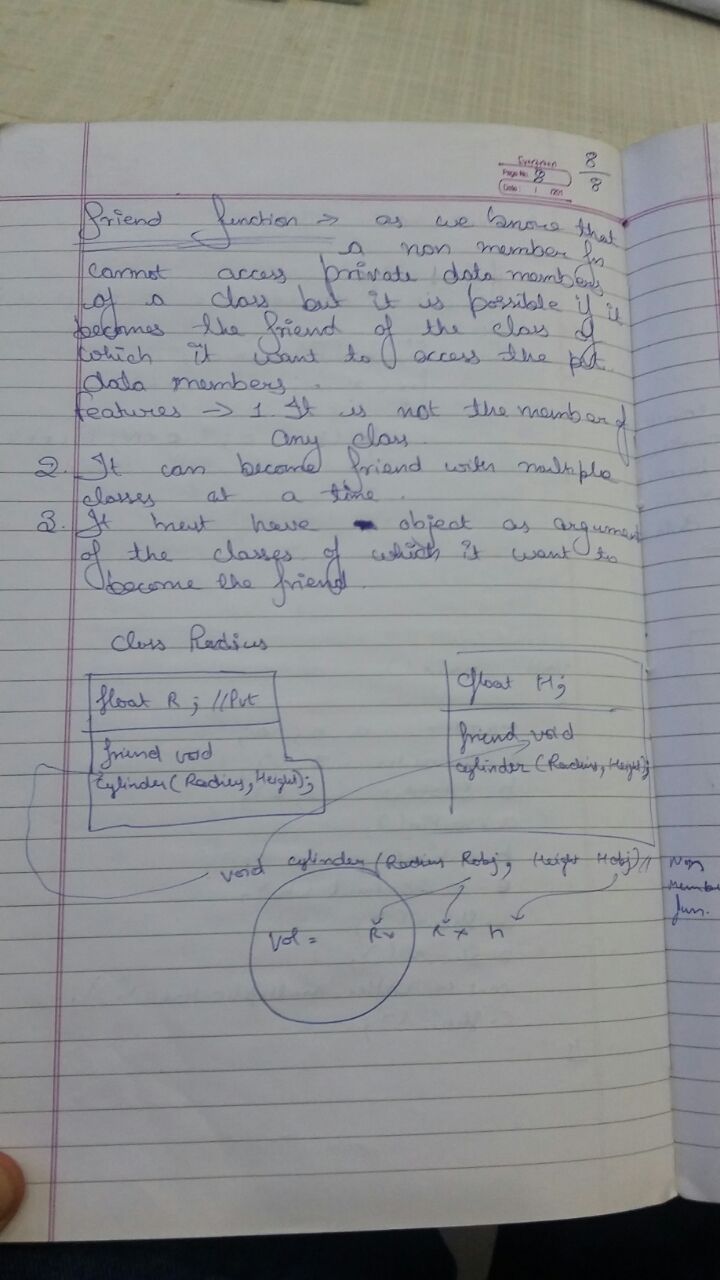 Evergreen
Page No. 8
Date: / /201
8
8
friend function -> as we know that
a non member fn
cannot access private data members
of a class but it is possible if it
becomes the friend of the class of
which it want to access the pvt
data members.
features -> 1. It is not the member of
any class.
2. It can become friend with multiple
classes at a time.
3. It must have object as argument
of the classes of which it want to
become the friend.
class Radius
float R; //Pvt
friend void
cylinder(Radius, Height);
float H;
friend void
cylinder(Radius, Height);
void cylinder(Radius Robj, Height Hobj) //
Non
Member
fun.
Vol = R x R x h